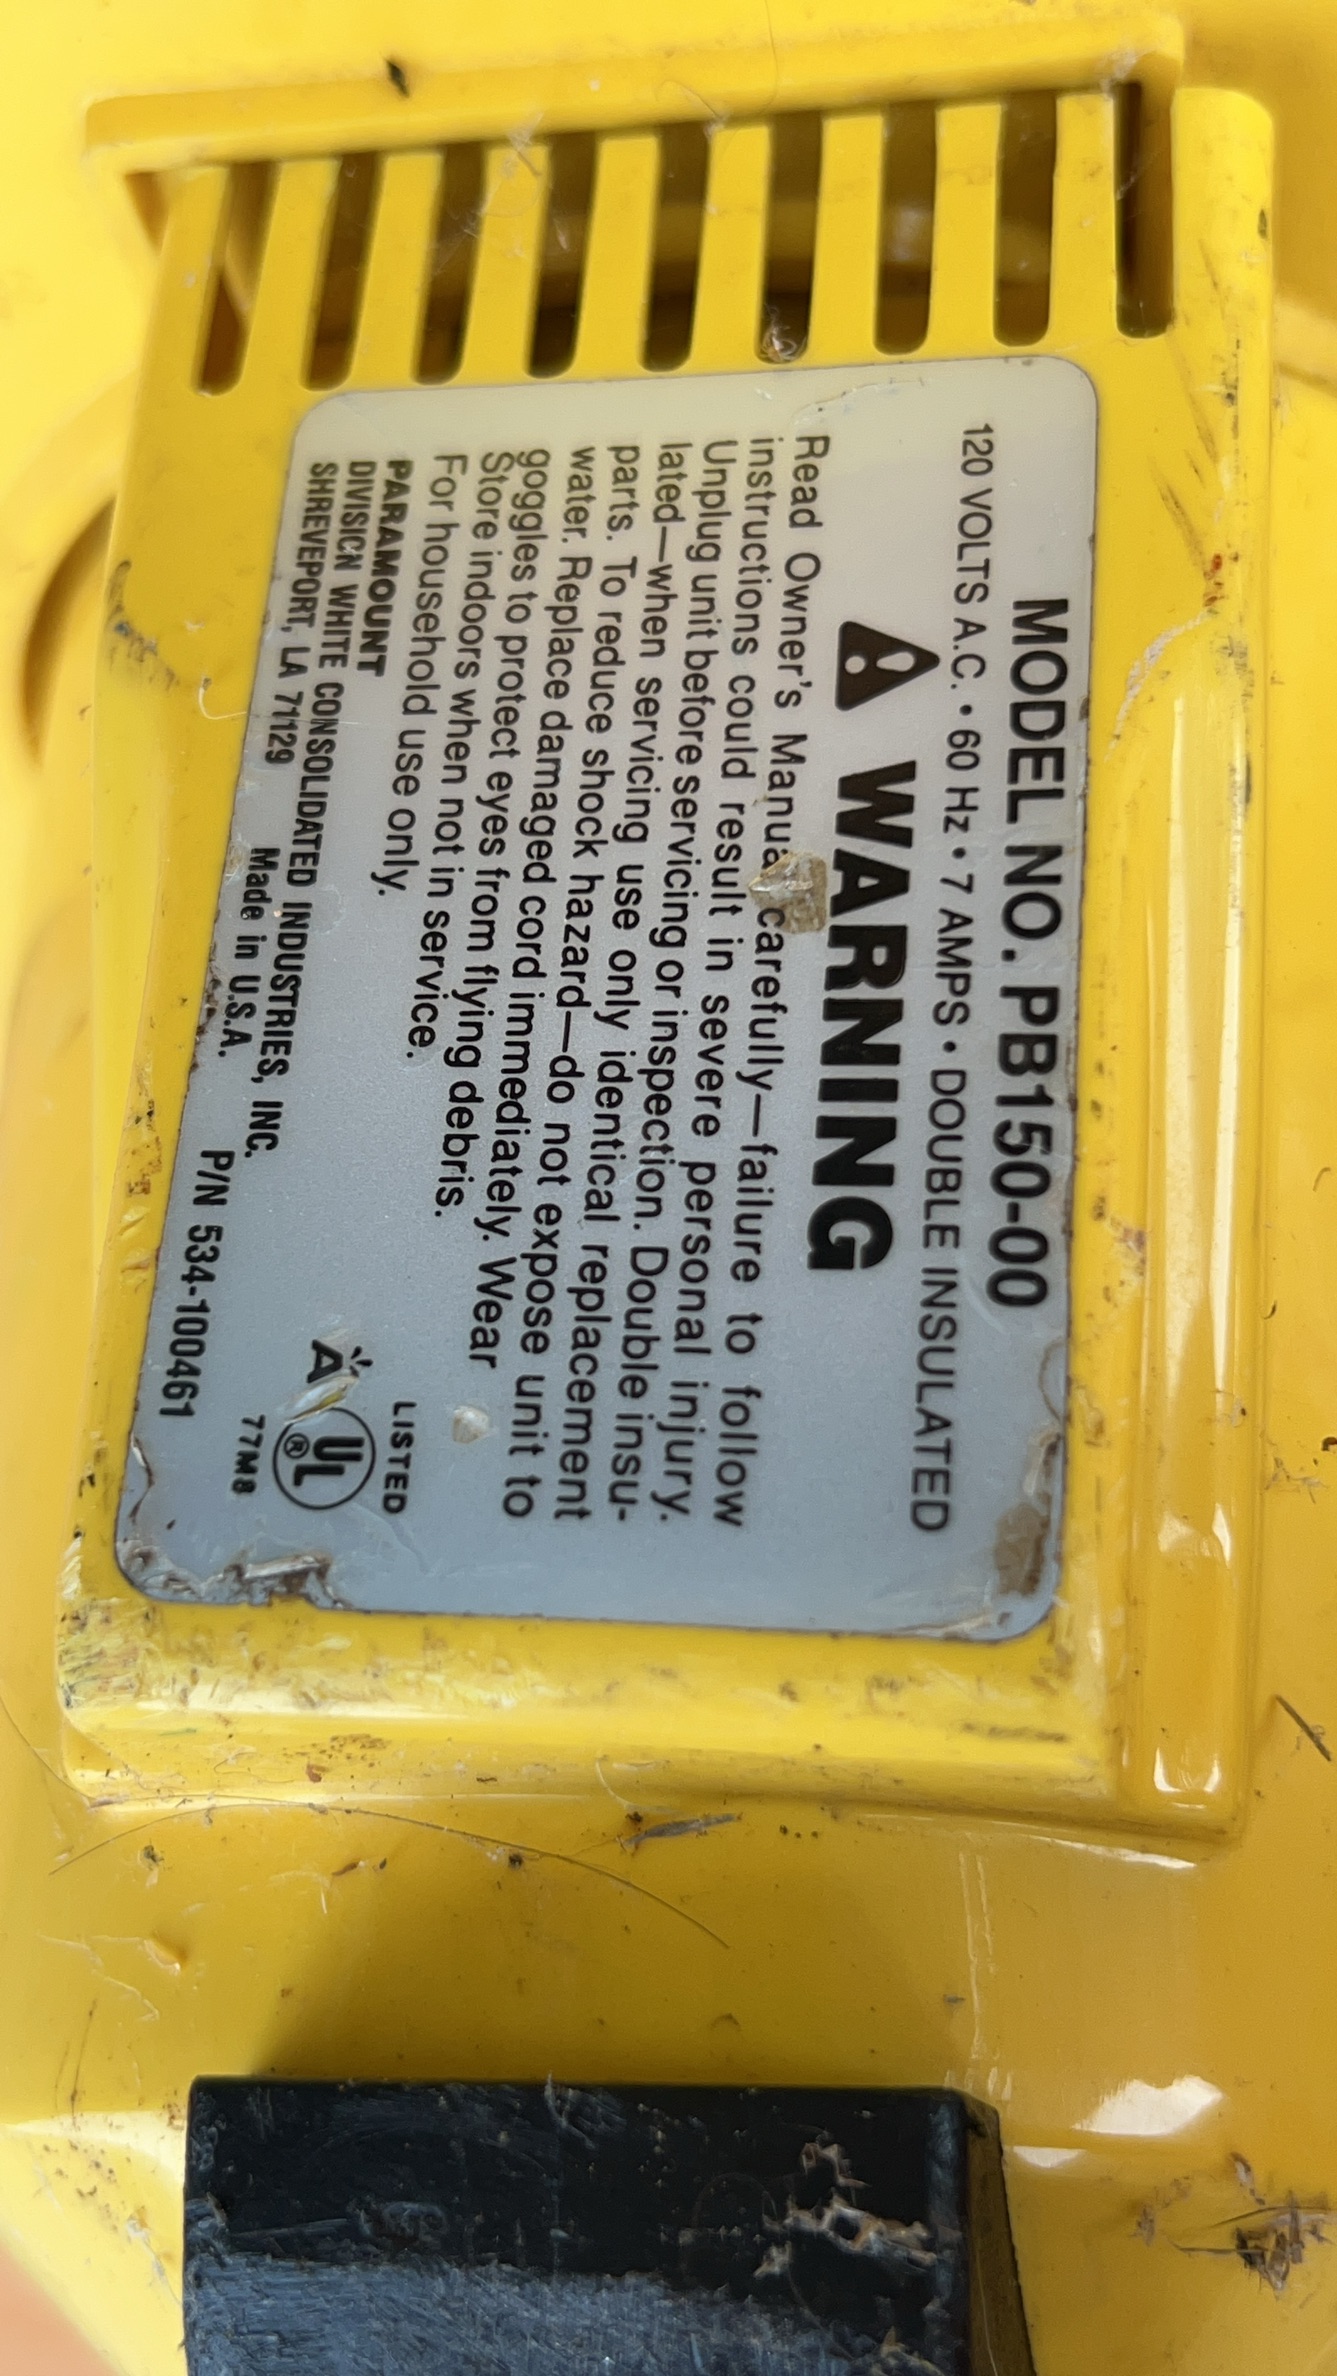 MODEL NO. PB150-00
120 VOLTS A.C. • 60 Hz • 7 AMPS • DOUBLE INSULATED
WARNING
Read Owner's Manual carefully—failure to follow
instructions could result in severe personal injury.
Unplug unit before servicing or inspection. Double insu-
lated—when servicing use only identical replacement
parts. To reduce shock hazard—do not expose unit to
water. Replace damaged cord immediately. Wear
goggles to protect eyes from flying debris.
Store indoors when not in service.
For household use only.
PARAMOUNT
DIVISION WHITE CONSOLIDATED INDUSTRIES, INC.
SHREVEPORT, LA 71129 Made in U.S.A. P/N 534-100461
LISTED
A UL ®
77M8